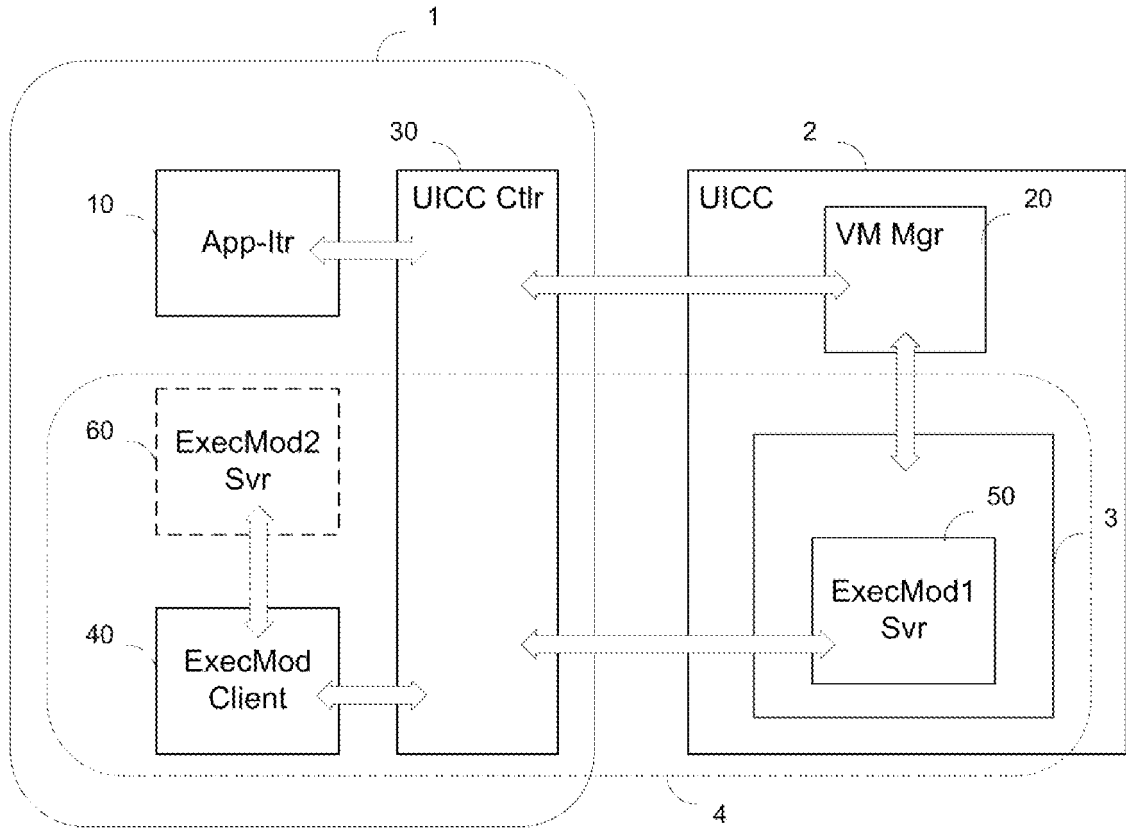 1
30
2
10
UICC Ctlr
UICC
20
App-Itr
VM Mgr
60
ExecMod2
Svr
50
3
40
ExecMod
Client
ExecMod1
Svr
4